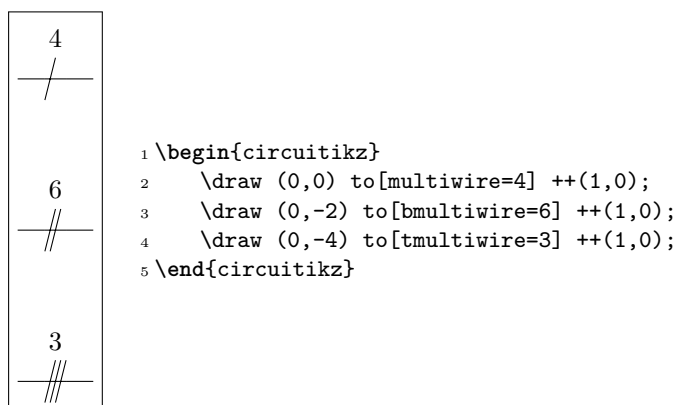 4
6
3
1 \begin{circuitikz}
2 \draw (0,0) to[multiwire=4] ++(1,0);
3 \draw (0,-2) to[bmultiwire=6] ++(1,0);
4 \draw (0,-4) to[tmultiwire=3] ++(1,0);
5 \end{circuitikz}